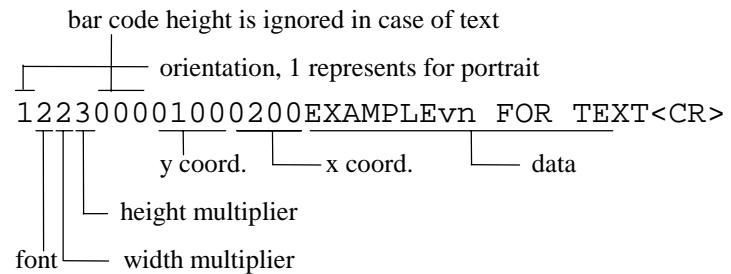 bar code height is ignored in case of text
orientation, 1 represents for portrait
122300001000200EXAMPLEvn FOR TEXT<CR>
y coord. x coord. data
height multiplier
font width multiplier